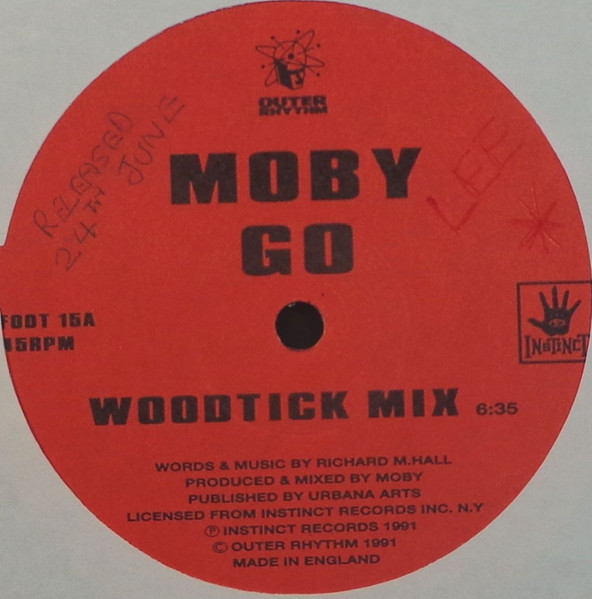 OUTER
RHYTHM
RELEASED
24TH JUNE
MOBY
GO
LEE
FOOT 15A
45RPM
INSTINCT
WOODTICK MIX 6:35
WORDS & MUSIC BY RICHARD M.HALL
PRODUCED & MIXED BY MOBY
PUBLISHED BY URBANA ARTS
LICENSED FROM INSTINCT RECORDS INC. N.Y
℗ INSTINCT RECORDS 1991
© OUTER RHYTHM 1991
MADE IN ENGLAND